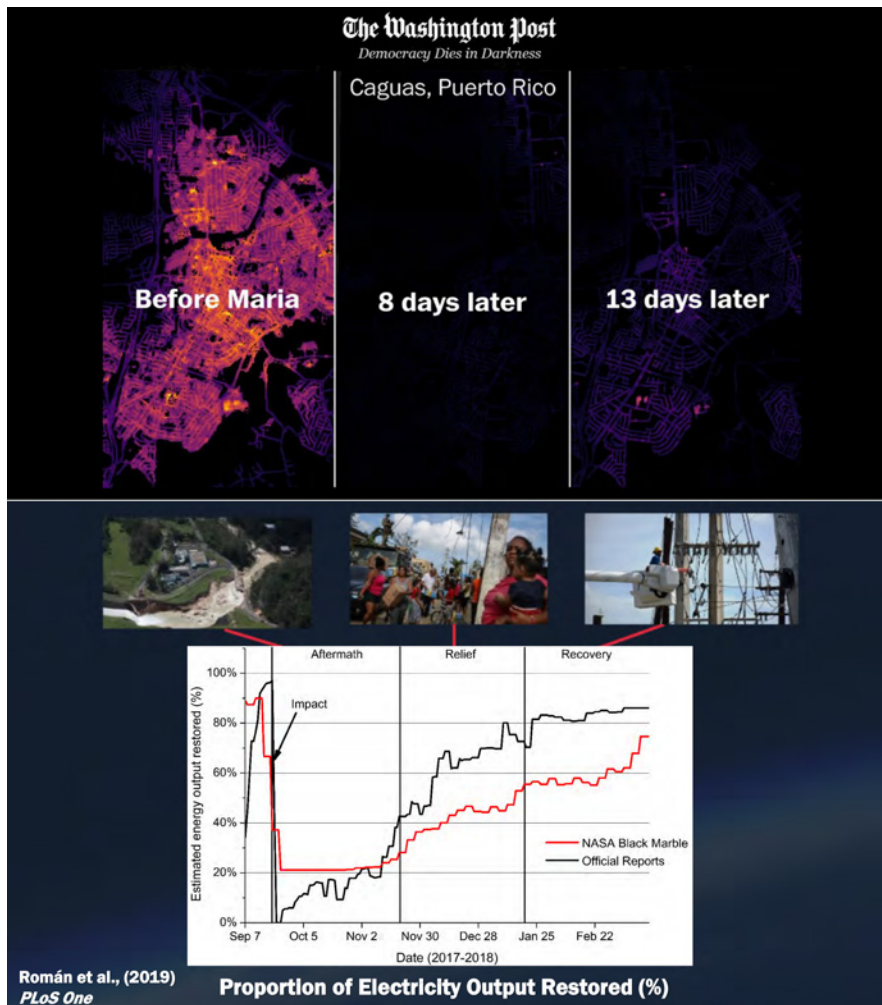 The Washington Post
Democracy Dies in Darkness
Caguas, Puerto Rico
Before Maria
8 days later
13 days later
Aftermath
Relief
Recovery
100%
80%
60%
40%
20%
0%
Impact
Estimated energy output restored (%)
NASA Black Marble
Official Reports
Sep 7
Oct 5
Nov 2
Nov 30
Dec 28
Jan 25
Feb 22
Date (2017-2018)
Román et al., (2019)
PLoS One
Proportion of Electricity Output Restored (%)